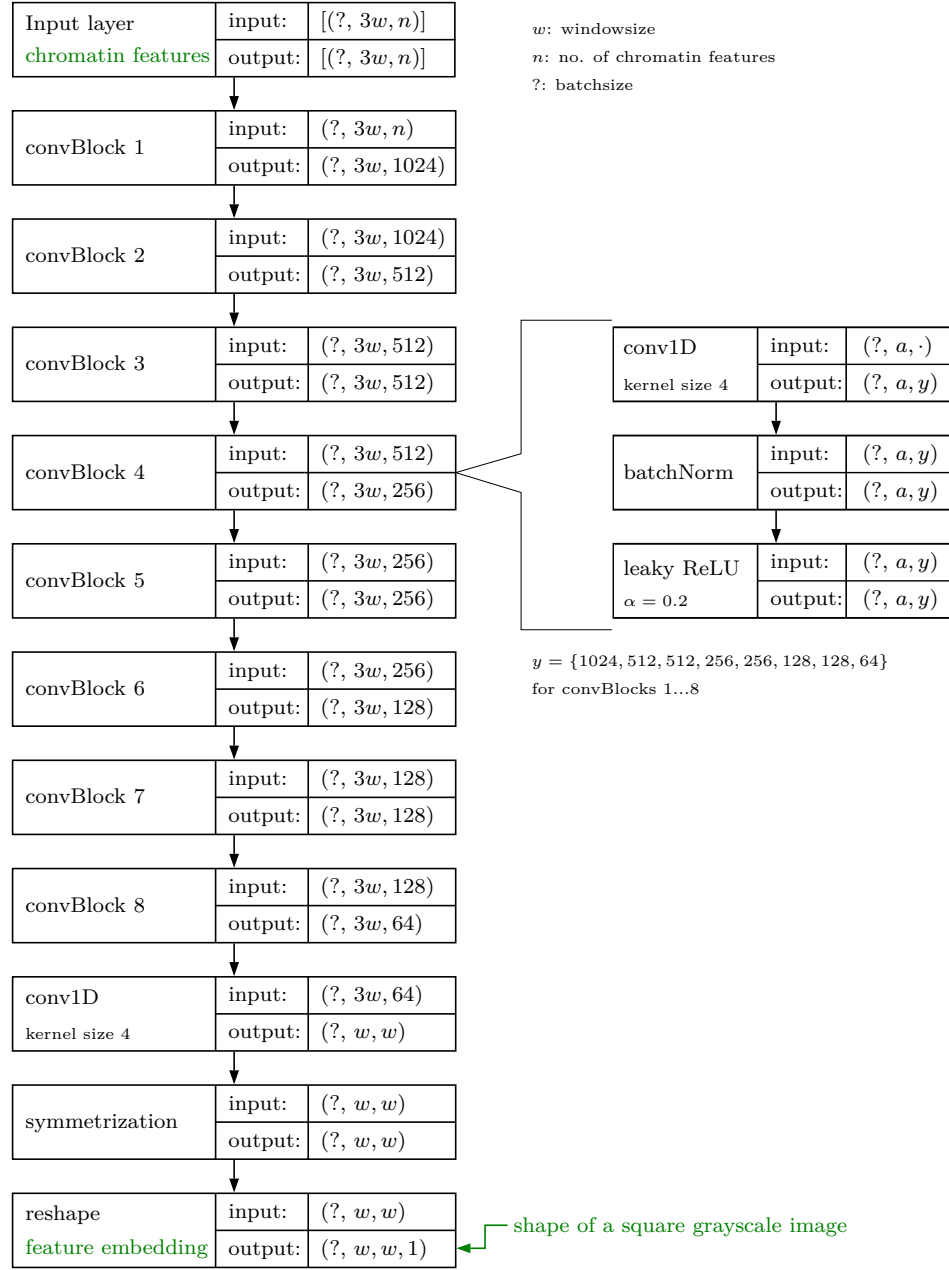 Input layer
chromatin features
input:
[(?, 3w, n)]
output:
[(?, 3w, n)]
w: windowsize
n: no. of chromatin features
?: batchsize
convBlock 1
input:
(?, 3w, n)
output:
(?, 3w, 1024)
convBlock 2
input:
(?, 3w, 1024)
output:
(?, 3w, 512)
convBlock 3
input:
(?, 3w, 512)
output:
(?, 3w, 512)
convBlock 4
input:
(?, 3w, 512)
output:
(?, 3w, 256)
convBlock 5
input:
(?, 3w, 256)
output:
(?, 3w, 256)
convBlock 6
input:
(?, 3w, 256)
output:
(?, 3w, 128)
convBlock 7
input:
(?, 3w, 128)
output:
(?, 3w, 128)
convBlock 8
input:
(?, 3w, 128)
output:
(?, 3w, 64)
conv1D
kernel size 4
input:
(?, 3w, 64)
output:
(?, w, w)
symmetrization
input:
(?, w, w)
output:
(?, w, w)
reshape
feature embedding
input:
(?, w, w)
output:
(?, w, w, 1)
shape of a square grayscale image
conv1D
kernel size 4
input:
(?, a, ·)
output:
(?, a, y)
batchNorm
input:
(?, a, y)
output:
(?, a, y)
leaky ReLU
α = 0.2
input:
(?, a, y)
output:
(?, a, y)
y = {1024, 512, 512, 256, 256, 128, 128, 64}
for convBlocks 1...8